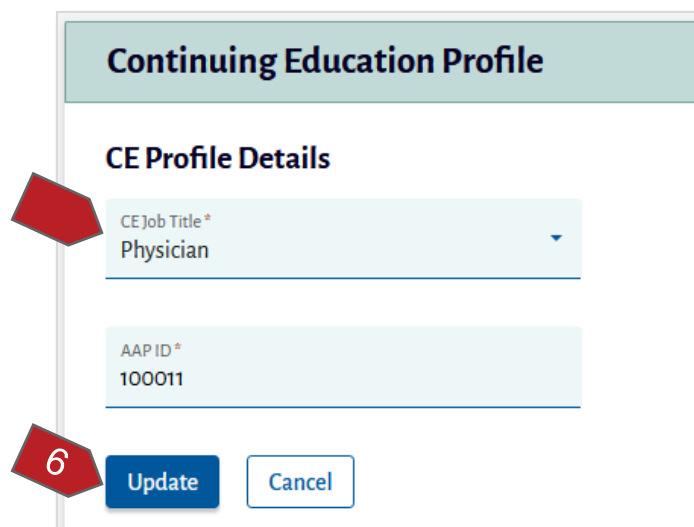 Continuing Education Profile
CE Profile Details
CE Job Title *
Physician
AAP ID *
100011
6
Update Cancel